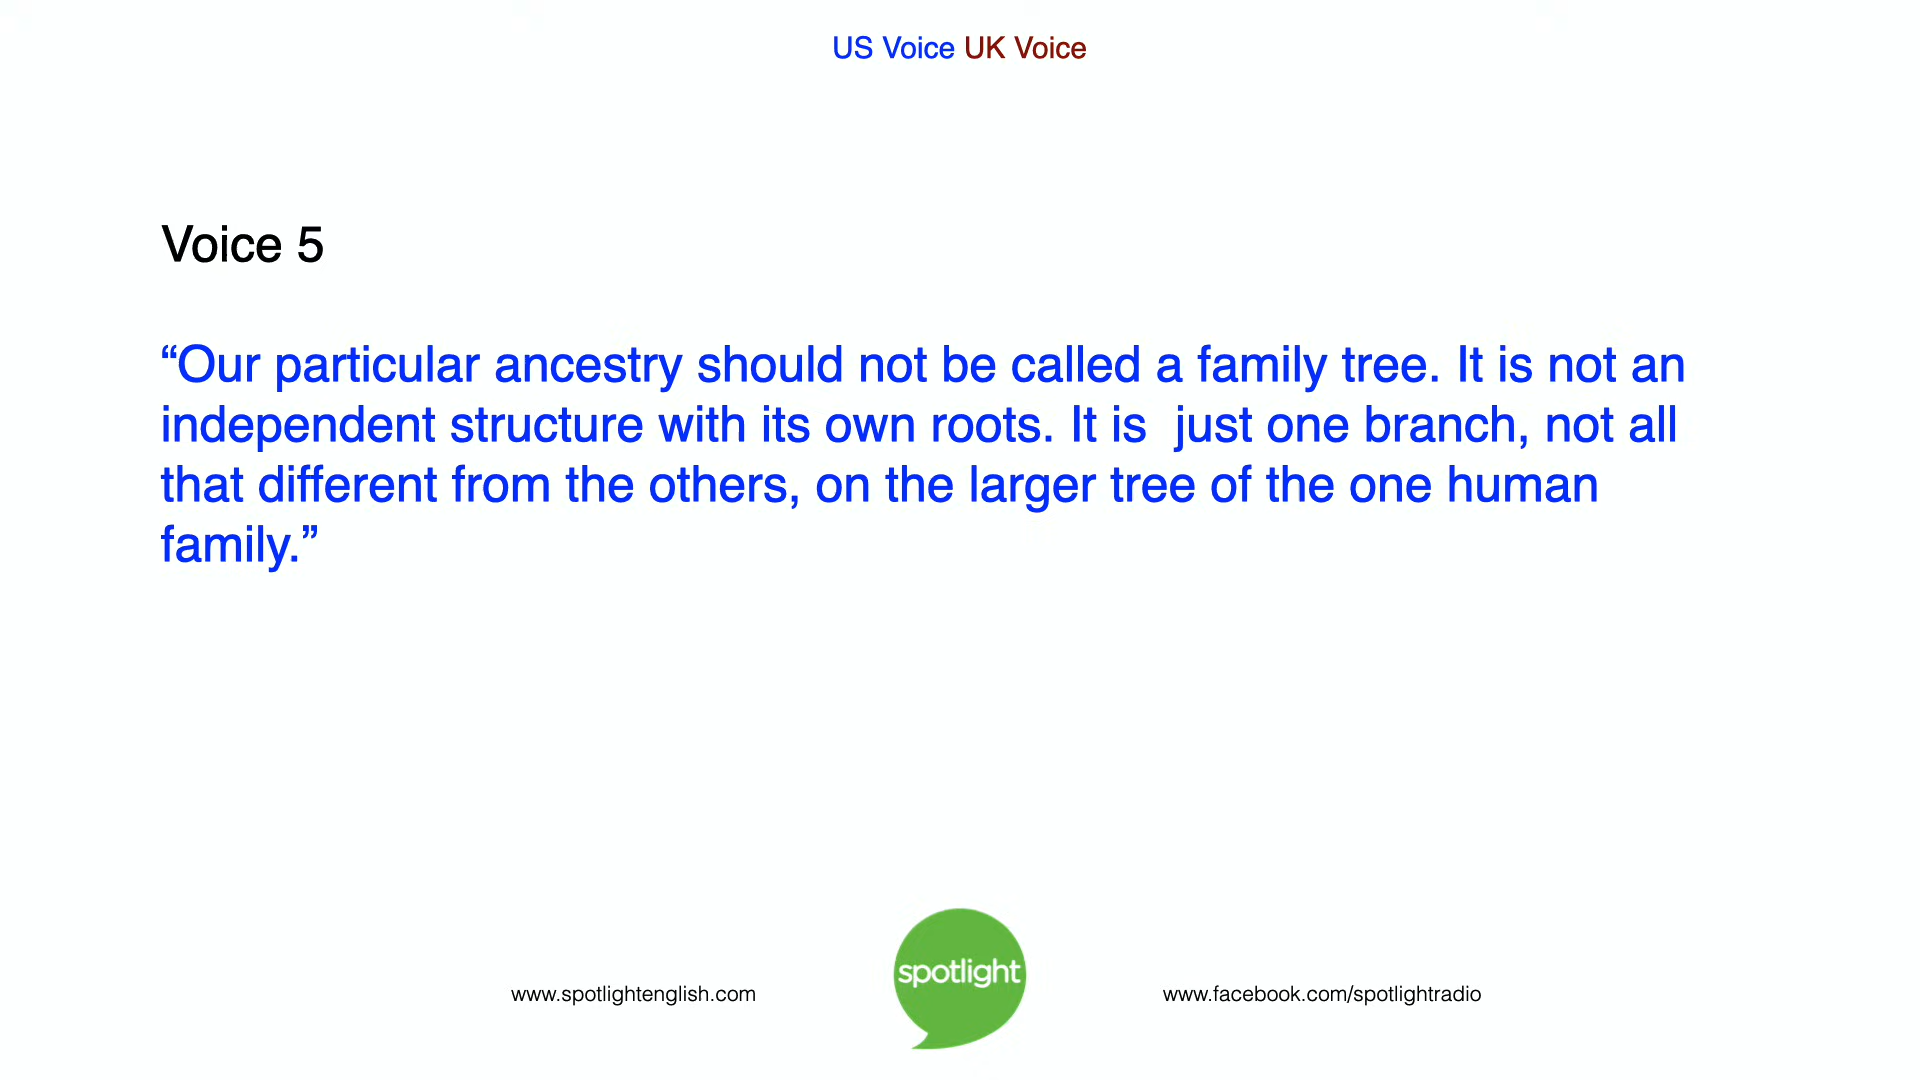 US Voice UK Voice
Voice 5
“Our particular ancestry should not be called a family tree. It is not an
independent structure with its own roots. It is  just one branch, not all
that different from the others, on the larger tree of the one human
family.”
spotlight
www.spotlightenglish.com
www.facebook.com/spotlightradio